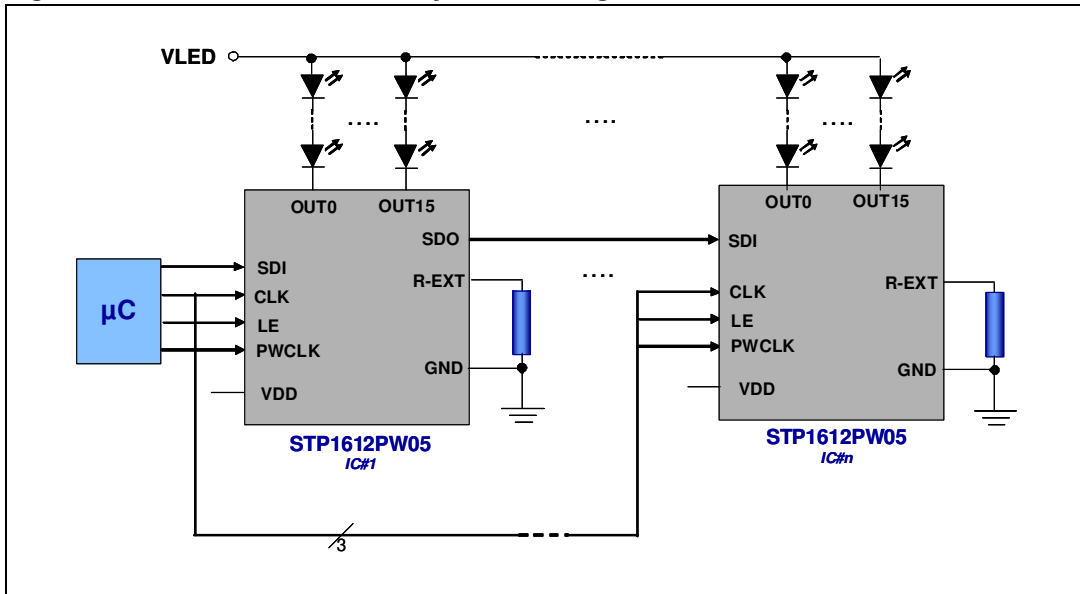 VLED
OUT0 OUT15
SDO
SDI
R-EXT
CLK
LE
PWCLK
GND
VDD
STP1612PW05
IC#1
µC
OUT0 OUT15
SDI
R-EXT
CLK
LE
PWCLK
GND
VDD
STP1612PW05
IC#n
3